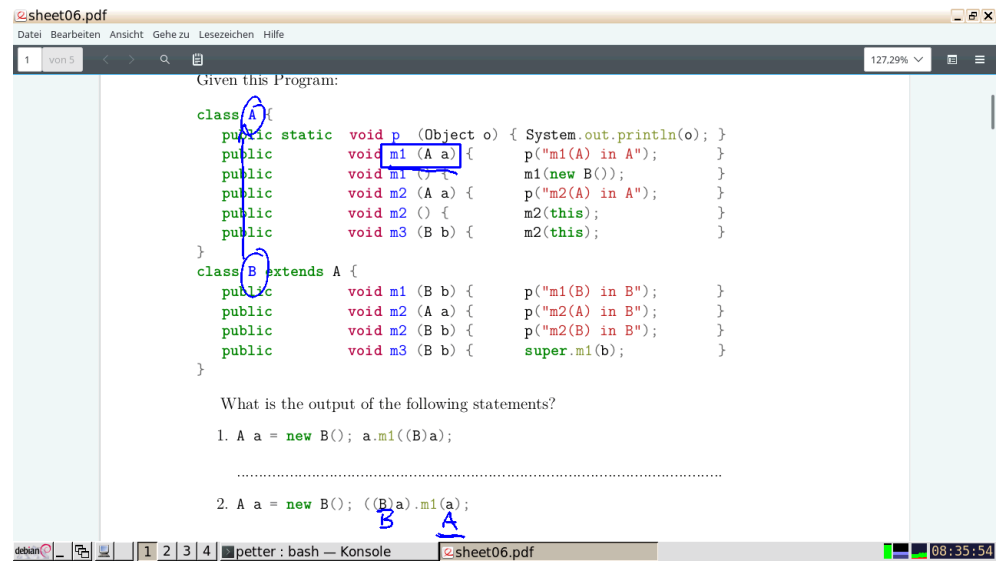 sheet06.pdf
Datei Bearbeiten Ansicht Gehe zu Lesezeichen Hilfe
1 von 5 127,29%
Given this Program:
class A {
public static void p (Object o) { System.out.println(o); }
public void m1 (A a) { p("m1(A) in A"); }
public void m1 () { m1(new B()); }
public void m2 (A a) { p("m2(A) in A"); }
public void m2 () { m2(this); }
public void m3 (B b) { m2(this); }
}
class B extends A {
public void m1 (B b) { p("m1(B) in B"); }
public void m2 (A a) { p("m2(A) in B"); }
public void m2 (B b) { p("m2(B) in B"); }
public void m3 (B b) { super.m1(b); }
}
What is the output of the following statements?
1. A a = new B(); a.m1((B)a);
2. A a = new B(); ((B)a).m1(a);
B A
debian 1 2 3 4 petter : bash — Konsole sheet06.pdf 08:35:54